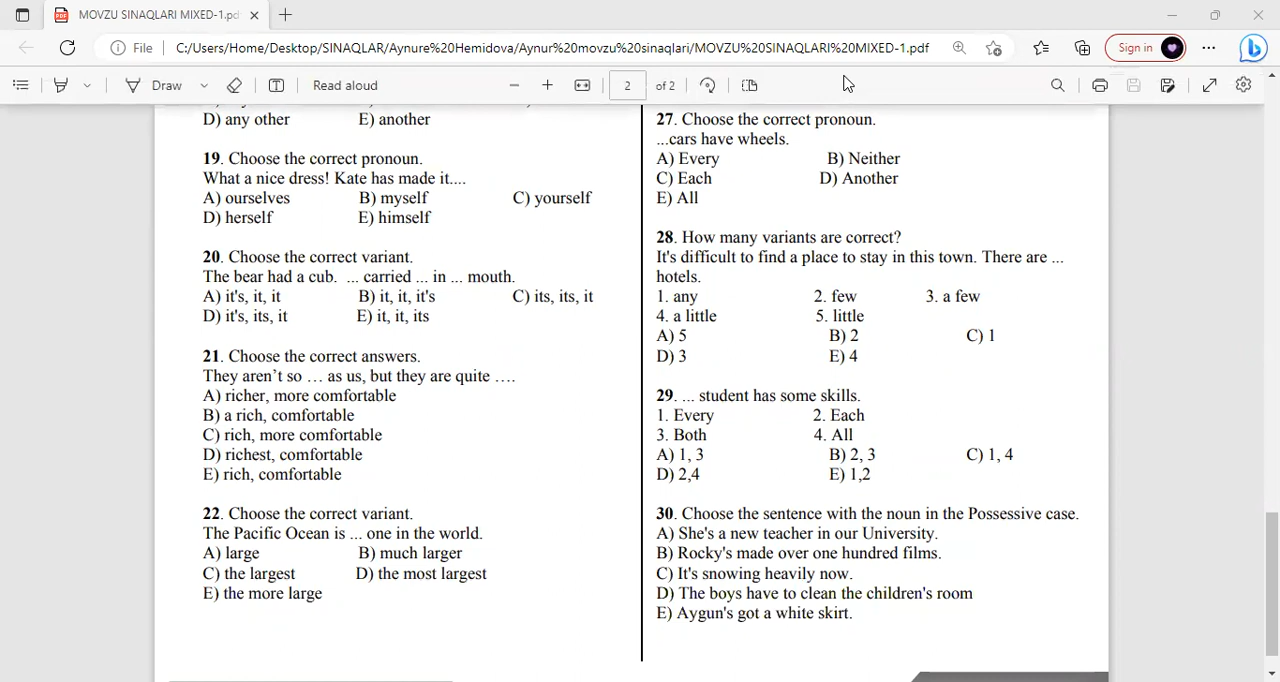 MOVZU SINAQLARI MIXED-1.pd
File
C:/Users/Home/Desktop/SINAQLAR/Aynure%20Hemidova/Aynur%20movzu%20sinaqlari/MOVZU%20SINAQLARI%20MIXED-1.pdf
Sign in
Draw
Read aloud
2
of 2
D) any other E) another
19. Choose the correct pronoun.
What a nice dress! Kate has made it....
A) ourselves B) myself C) yourself
D) herself E) himself
20. Choose the correct variant.
The bear had a cub. ... carried ... in ... mouth.
A) it's, it, it B) it, it, it's C) its, its, it
D) it's, its, it E) it, it, its
21. Choose the correct answers.
They aren't so … as us, but they are quite ….
A) richer, more comfortable
B) a rich, comfortable
C) rich, more comfortable
D) richest, comfortable
E) rich, comfortable
22. Choose the correct variant.
The Pacific Ocean is ... one in the world.
A) large B) much larger
C) the largest D) the most largest
E) the more large
27. Choose the correct pronoun.
...cars have wheels.
A) Every B) Neither
C) Each D) Another
E) All
28. How many variants are correct?
It's difficult to find a place to stay in this town. There are ...
hotels.
1. any 2. few 3. a few
4. a little 5. little
A) 5 B) 2 C) 1
D) 3 E) 4
29. ... student has some skills.
1. Every 2. Each
3. Both 4. All
A) 1, 3 B) 2, 3 C) 1, 4
D) 2,4 E) 1,2
30. Choose the sentence with the noun in the Possessive case.
A) She's a new teacher in our University.
B) Rocky's made over one hundred films.
C) It's snowing heavily now.
D) The boys have to clean the children's room
E) Aygun's got a white skirt.